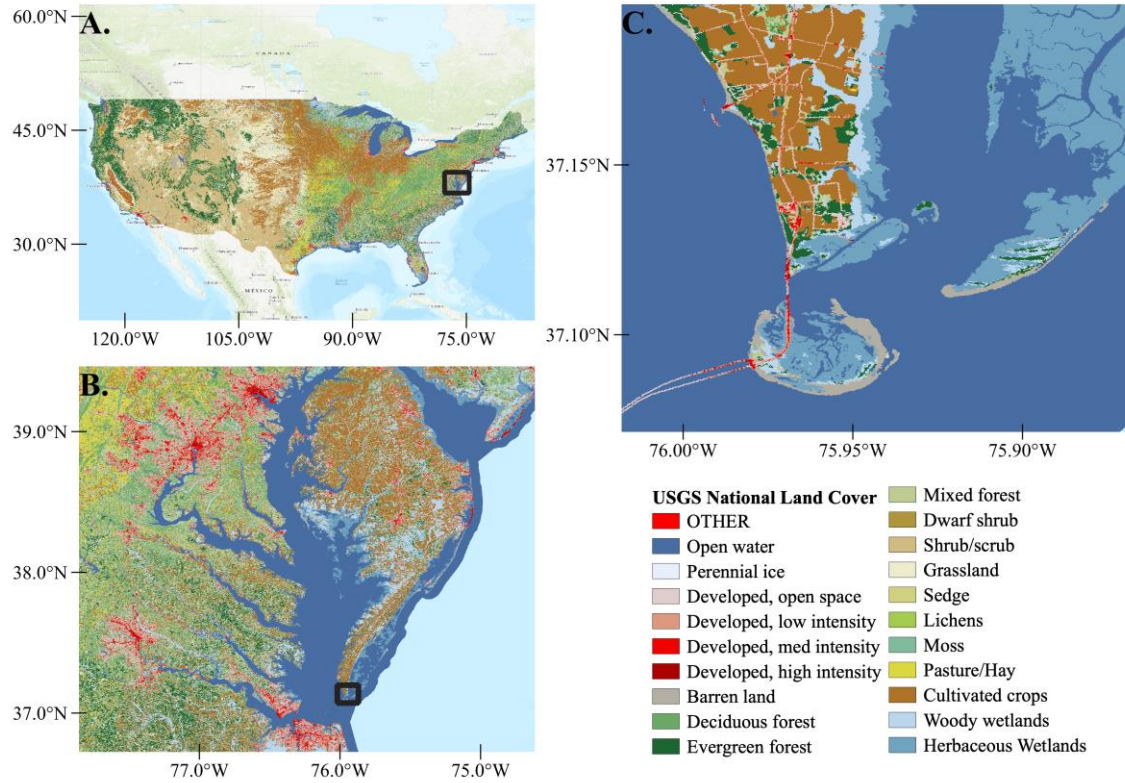 A.
60.0°N
45.0°N
30.0°N
CANADA
MÉXICO
120.0°W 105.0°W 90.0°W 75.0°W
B.
39.0°N
38.0°N
37.0°N
77.0°W 76.0°W 75.0°W
C.
37.15°N
37.10°N
76.00°W 75.95°W 75.90°W
USGS National Land Cover
OTHER
Open water
Perennial ice
Developed, open space
Developed, low intensity
Developed, med intensity
Developed, high intensity
Barren land
Deciduous forest
Evergreen forest
Mixed forest
Dwarf shrub
Shrub/scrub
Grassland
Sedge
Lichens
Moss
Pasture/Hay
Cultivated crops
Woody wetlands
Herbaceous Wetlands